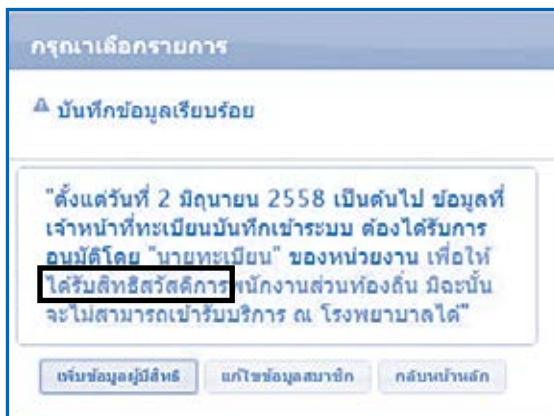 กรุณาเลือกรายการ
บันทึกข้อมูลเรียบร้อย
"ตั้งแต่วันที่ 2 มิถุนายน 2558 เป็นต้นไป ข้อมูลที่
เจ้าหน้าที่ทะเบียนบันทึกเข้าระบบ ต้องได้รับการ
อนุมัติโดย "นายทะเบียน" ของหน่วยงาน เพื่อให้
ได้รับสิทธิสวัสดิการพนักงานส่วนท้องถิ่น มิฉะนั้น
จะไม่สามารถเข้ารับบริการ ณ โรงพยาบาลได้"
เพิ่มข้อมูลผู้มีสิทธิ แก้ไขข้อมูลสมาชิก กลับหน้าหลัก